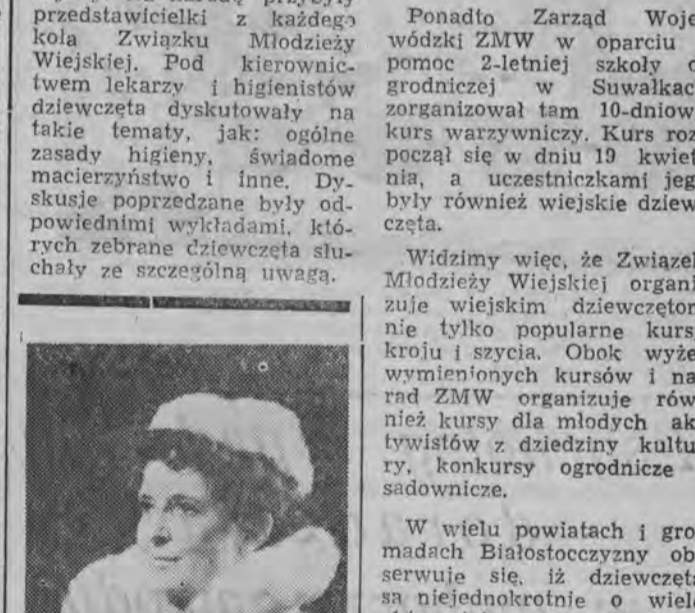 przedstawicielki z każdego
koła Związku Młodzieży
Wiejskiej. Pod kierownic-
twem lekarzy i higienistów
dziewczęta dyskutowały na
takie tematy, jak: ogólne
zasady higieny, świadome
macierzyństwo i inne. Dy-
skusje poprzedzane były od-
powiednimi wykładami, któ-
rych zebrane dziewczęta słu-
chały ze szczególną uwagą.
Ponadto Zarząd Woje
wódzki ZMW w oparciu
pomoc 2-letniej szkoły o
grodniczej w Suwałkac
zorganizował tam 10-dniow
kurs warzywniczy. Kurs roz
począł się w dniu 19 kwiet
nia, a uczestniczkami jeg
były również wiejskie dziew
częta.
Widzimy więc, że Związel
Młodzieży Wiejskiej organi
zuje wiejskim dziewczętom
nie tylko popularne kurs
kroju i szycia. Obok wyże
wymienionych kursów i na
rad ZMW organizuje rów
nież kursy dla młodych ak
tywistów z dziedziny kultu
ry, konkursy ogrodnicze
sadownicze.
W wielu powiatach i gro
madach Białostocczyzny ob
serwuje się, iż dziewczęta
są niejednokrotnie o wiel